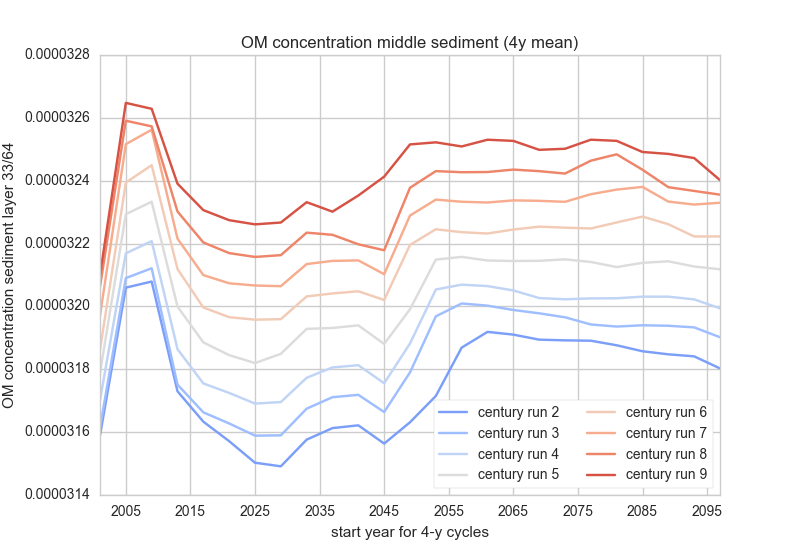 OM concentration middle sediment (4y mean)
OM concentration sediment layer 33/64
0.0000328
0.0000326
0.0000324
0.0000322
0.0000320
0.0000318
0.0000316
0.0000314
century run 2
century run 3
century run 4
century run 5
century run 6
century run 7
century run 8
century run 9
2005 2015 2025 2035 2045 2055 2065 2075 2085 2095
start year for 4-y cycles